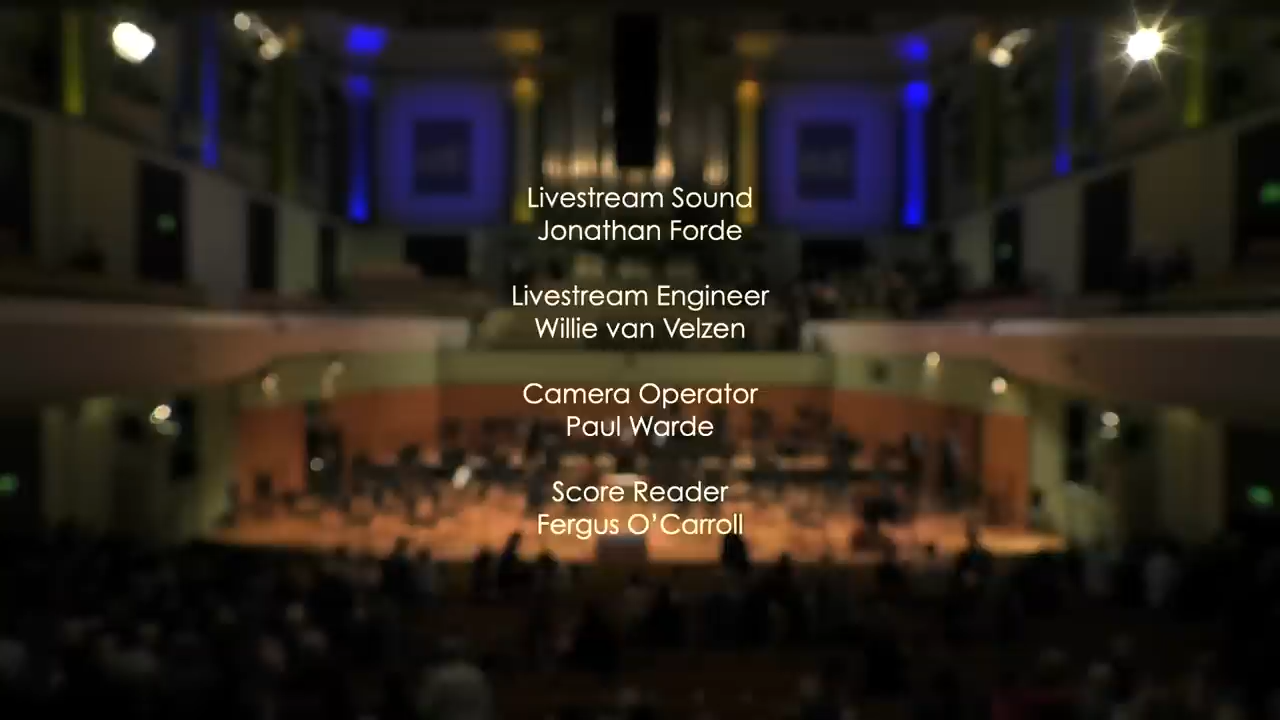 Livestream Sound
Jonathan Forde
Livestream Engineer
Willie van Velzen
Camera Operator
Paul Warde
Score Reader
Fergus O’Carroll